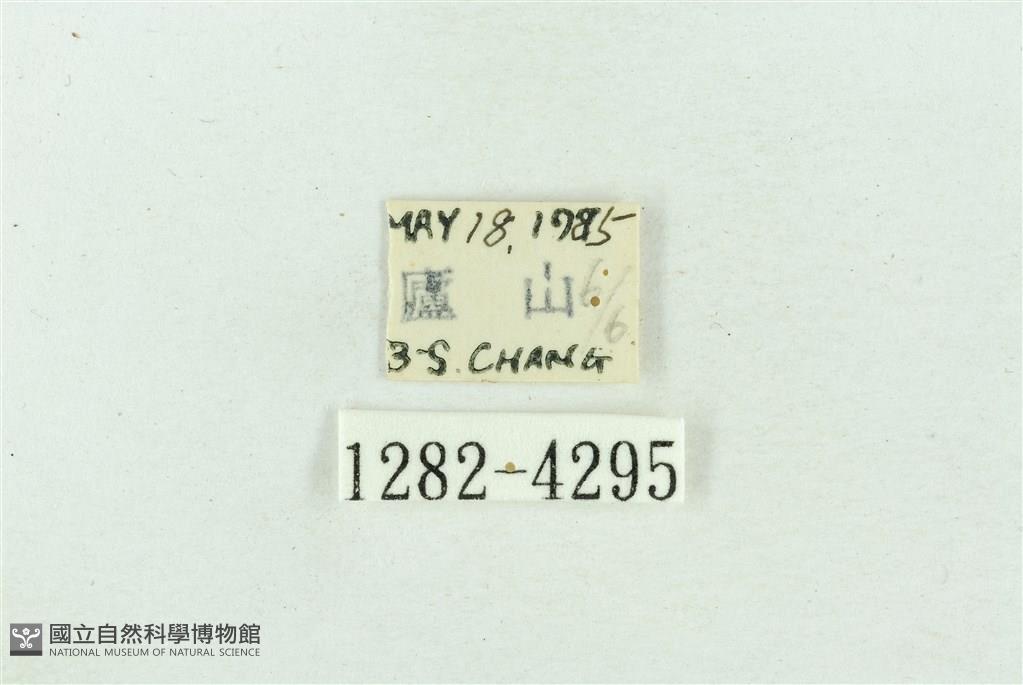 MAY 18, 1985
廬 山 6/6
B-S. CHANG
1282-4295
國立自然科學博物館
NATIONAL MUSEUM OF NATURAL SCIENCE